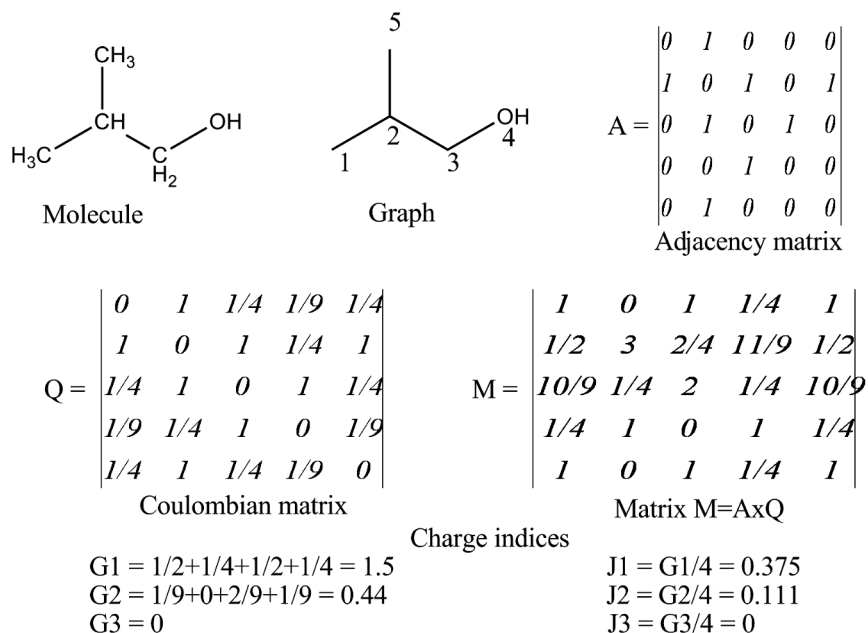 CH3
CH
OH
H3C
C
H2
Molecule
5
OH
4
2
1
3
Graph
A =
0 1 0 0 0
1 0 1 0 1
0 1 0 1 0
0 0 1 0 0
0 1 0 0 0
Adjacency matrix
Q =
0 1 1/4 1/9 1/4
1 0 1 1/4 1
1/4 1 0 1 1/4
1/9 1/4 1 0 1/9
1/4 1 1/4 1/9 0
Coulombian matrix
M =
1 0 1 1/4 1
1/2 3 2/4 11/9 1/2
10/9 1/4 2 1/4 10/9
1/4 1 0 1 1/4
1 0 1 1/4 1
Matrix M=AxQ
Charge indices
G1 = 1/2+1/4+1/2+1/4 = 1.5
G2 = 1/9+0+2/9+1/9 = 0.44
G3 = 0
J1 = G1/4 = 0.375
J2 = G2/4 = 0.111
J3 = G3/4 = 0